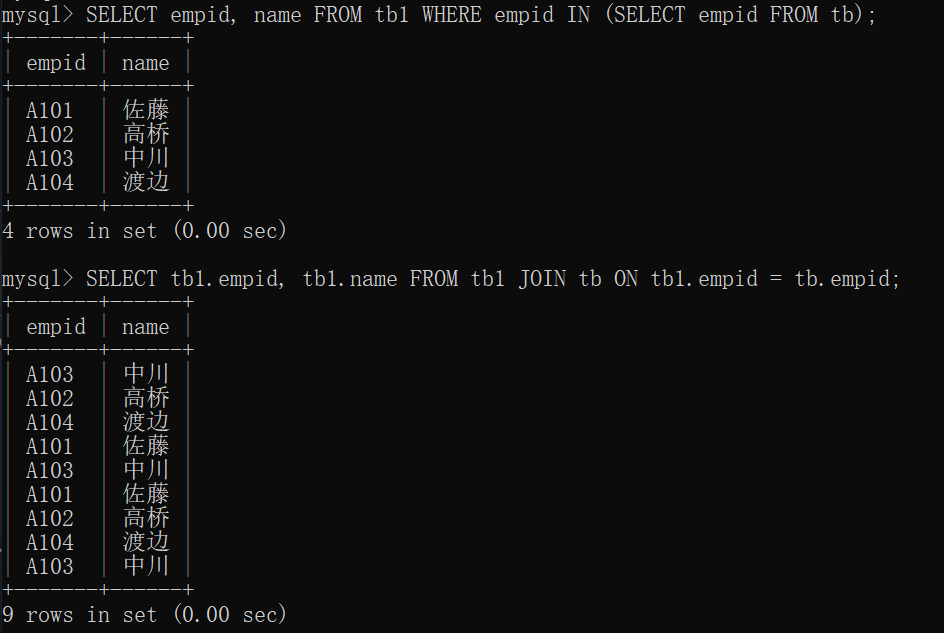 mysql> SELECT empid, name FROM tb1 WHERE empid IN (SELECT empid FROM tb);
+-------+------+
| empid | name |
+-------+------+
| A101 | 佐藤 |
| A102 | 高桥 |
| A103 | 中川 |
| A104 | 渡边 |
+-------+------+
4 rows in set (0.00 sec)
mysql> SELECT tb1.empid, tb1.name FROM tb1 JOIN tb ON tb1.empid = tb.empid;
+-------+------+
| empid | name |
+-------+------+
| A103 | 中川 |
| A102 | 高桥 |
| A104 | 渡边 |
| A101 | 佐藤 |
| A103 | 中川 |
| A101 | 佐藤 |
| A102 | 高桥 |
| A104 | 渡边 |
| A103 | 中川 |
+-------+------+
9 rows in set (0.00 sec)